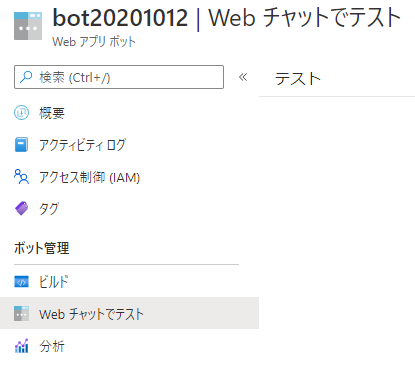 bot20201012 | Web チャットでテスト
Web アプリ ボット
検索 (Ctrl+/)
«
テスト
概要
アクティビティ ログ
アクセス制御 (IAM)
タグ
ボット管理
ビルド
Web チャットでテスト
分析